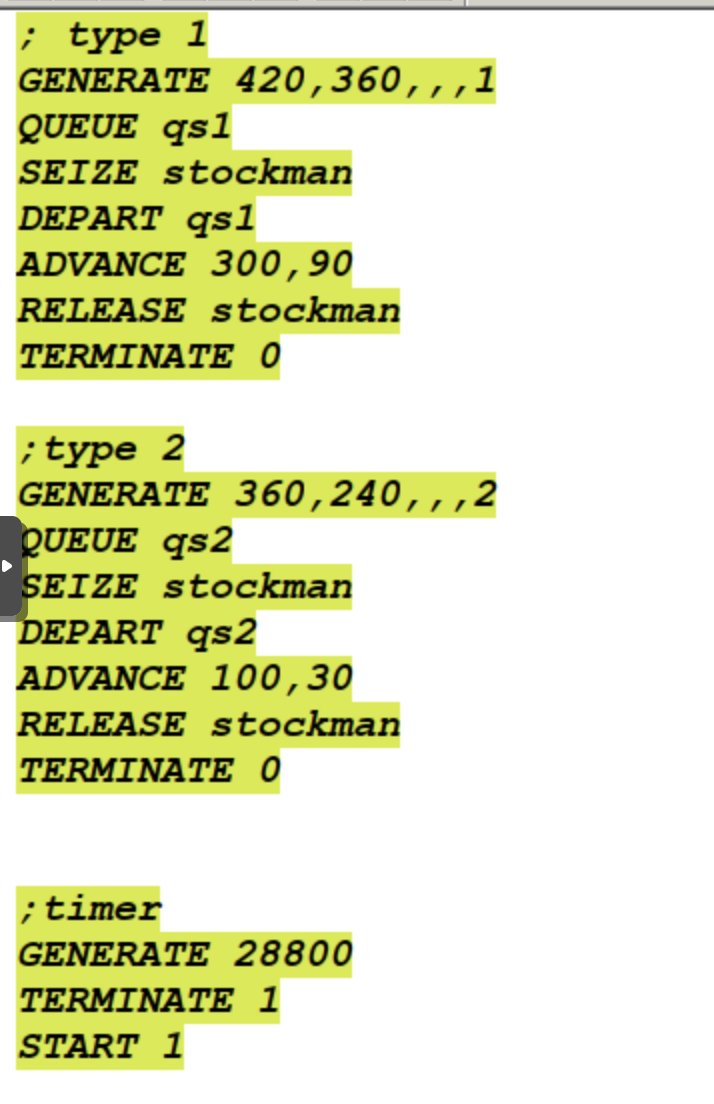 ; type 1
GENERATE 420,360,,,1
QUEUE qs1
SEIZE stockman
DEPART qs1
ADVANCE 300,90
RELEASE stockman
TERMINATE 0
;type 2
GENERATE 360,240,,,2
QUEUE qs2
SEIZE stockman
DEPART qs2
ADVANCE 100,30
RELEASE stockman
TERMINATE 0
;timer
GENERATE 28800
TERMINATE 1
START 1